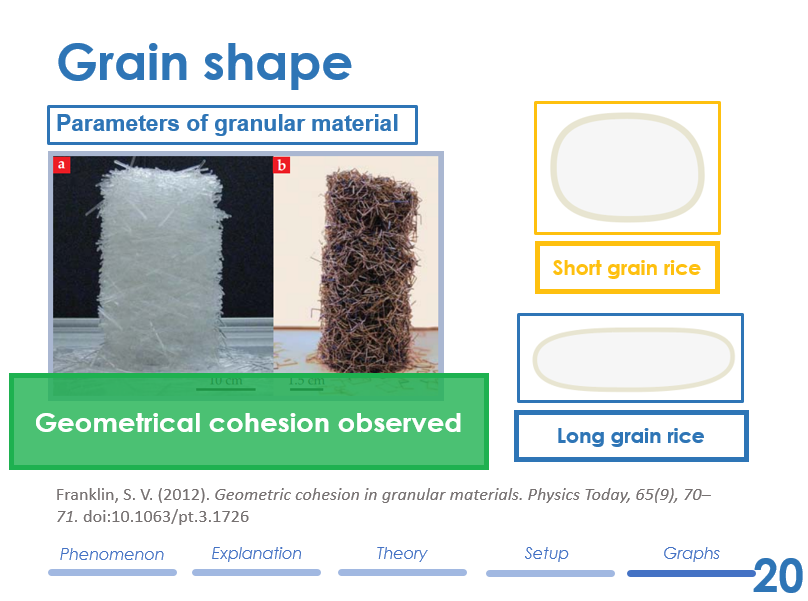 Grain shape
Parameters of granular material
a
b
10 cm
1.5 cm
Geometrical cohesion observed
Short grain rice
Long grain rice
Franklin, S. V. (2012). Geometric cohesion in granular materials. Physics Today, 65(9), 70–
71. doi:10.1063/pt.3.1726
Phenomenon
Explanation
Theory
Setup
Graphs
20